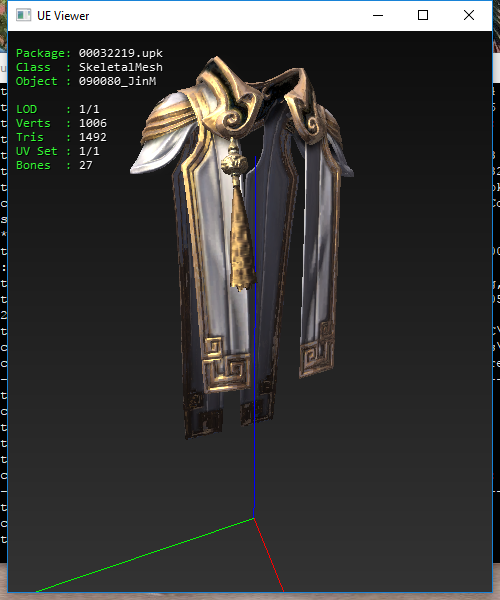 UE Viewer
Package: 00032219.upk
Class : SkeletalMesh
Object : 090080_JinM
LOD : 1/1
Verts : 1006
Tris : 1492
UV Set : 1/1
Bones : 27